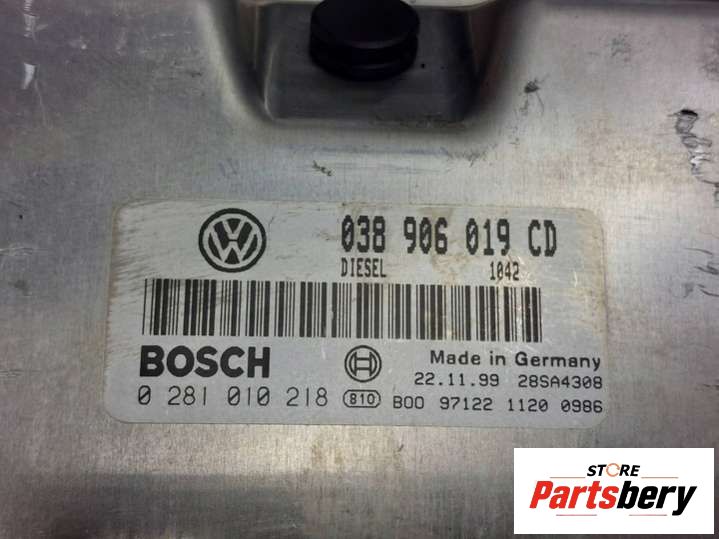 038 906 019 CD
DIESEL 1042
BOSCH
Made in Germany
22.11.99 28SA4308
0 281 010 218 810 B00 97122 1120 0986
STORE
Partsbery